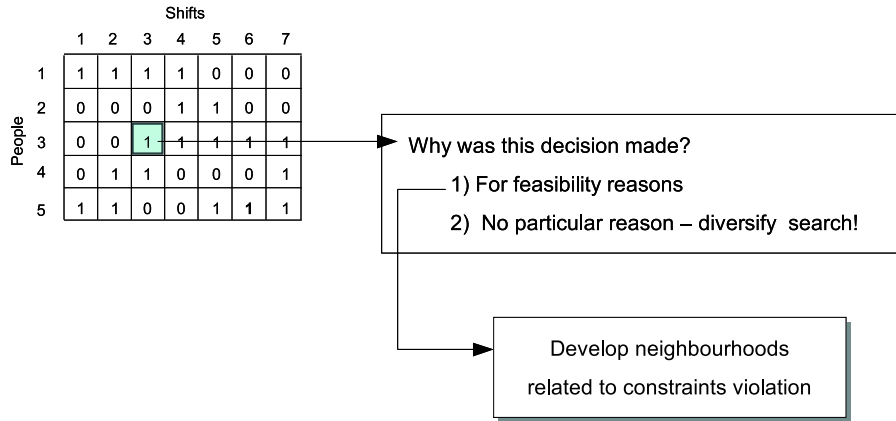 Shifts
1 2 3 4 5 6 7
People
1 1 1 1 1 0 0 0
2 0 0 0 1 1 0 0
3 0 0 1 1 1 1 1
4 0 1 1 0 0 0 1
5 1 1 0 0 1 1 1
Why was this decision made?
1) For feasibility reasons
2) No particular reason – diversify search!
Develop neighbourhoods
related to constraints violation